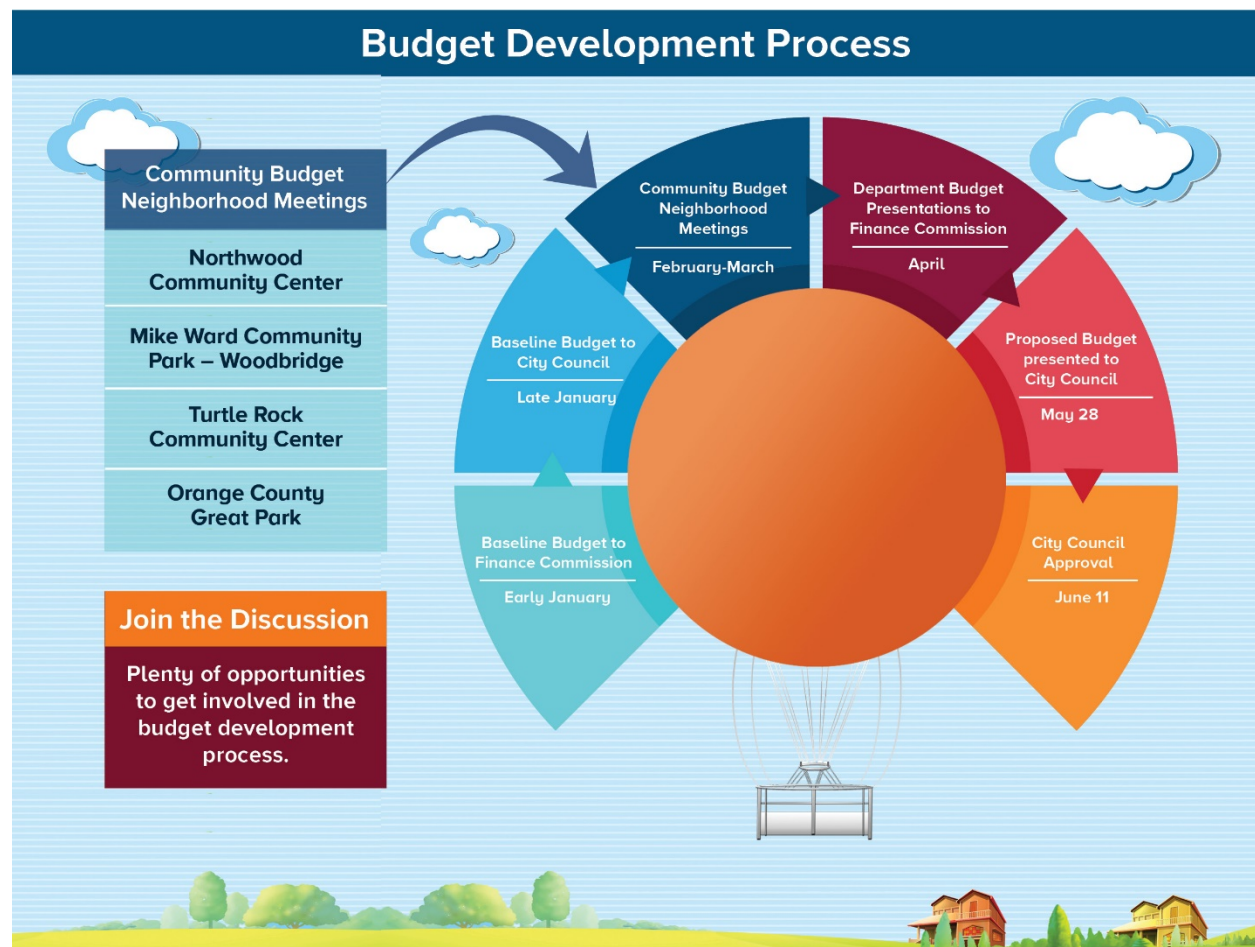 Budget Development Process
Community Budget
Neighborhood Meetings
Northwood
Community Center
Mike Ward Community
Park – Woodbridge
Turtle Rock
Community Center
Orange County
Great Park
Join the Discussion
Plenty of opportunities
to get involved in the
budget development
process.
Baseline Budget to
Finance Commission
Early January
Baseline Budget to
City Council
Late January
Community Budget
Neighborhood
Meetings
February-March
Department Budget
Presentations to
Finance Commission
April
Proposed Budget
presented to
City Council
May 28
City Council
Approval
June 11